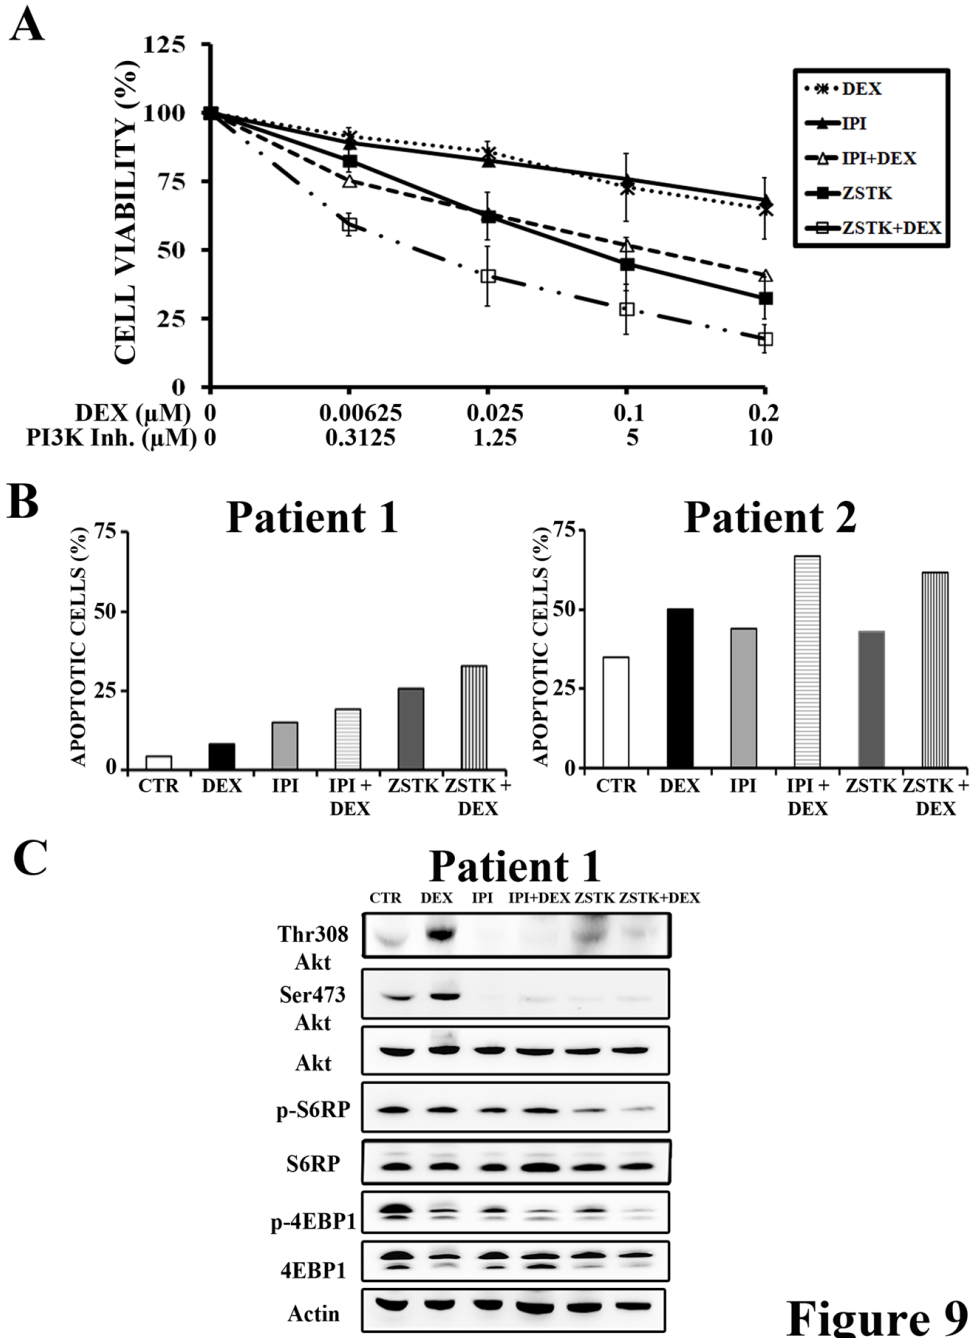 A
CELL VIABILITY (%)
125
100
75
50
25
0
DEX
IPI
IPI+DEX
ZSTK
ZSTK+DEX
DEX (µM) 0 0.00625 0.025 0.1 0.2
PI3K Inh. (µM) 0 0.3125 1.25 5 10
B
Patient 1
APOPTOTIC CELLS (%)
75
50
25
0
CTR DEX IPI IPI + ZSTK ZSTK +
DEX DEX
Patient 2
APOPTOTIC CELLS (%)
75
50
25
0
CTR DEX IPI IPI + ZSTK ZSTK +
DEX DEX
C
Patient 1
CTR DEX IPI IPI+DEX ZSTK ZSTK+DEX
Thr308
Akt
Ser473
Akt
Akt
p-S6RP
S6RP
p-4EBP1
4EBP1
Actin
Figure 9